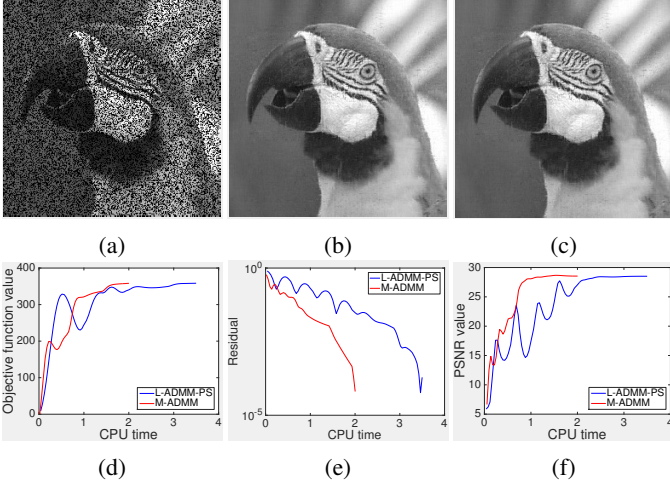 (a) (b) (c)
400
300
200
100
0
0 1 2 3 4
Objective function value
CPU time
L-ADMM-PS
M-ADMM
(d)
10^0
10^-5
0 1 2 3 4
Residual
CPU time
L-ADMM-PS
M-ADMM
(e)
30
25
20
15
10
5
0 1 2 3 4
PSNR value
CPU time
L-ADMM-PS
M-ADMM
(f)